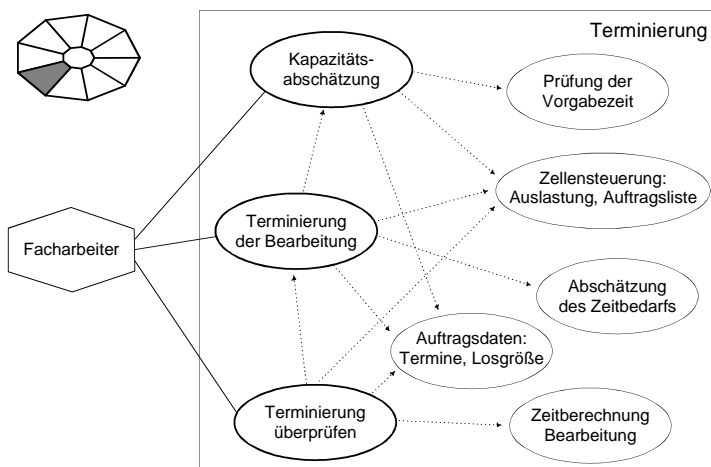 Terminierung
Kapazitäts-
abschätzung
Prüfung der
Vorgabezeit
Zellensteuerung:
Auslastung, Auftragsliste
Terminierung
der Bearbeitung
Facharbeiter
Abschätzung
des Zeitbedarfs
Auftragsdaten:
Termine, Losgröße
Terminierung
überprüfen
Zeitberechnung
Bearbeitung